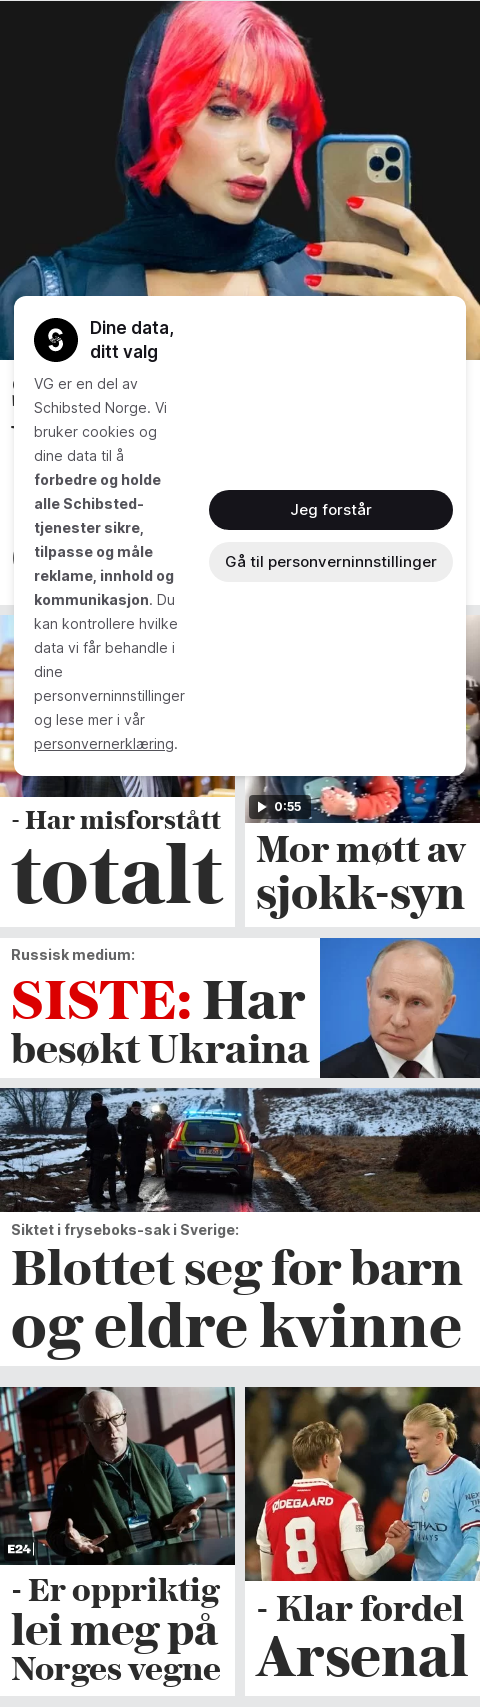 Dine data,
ditt valg
VG er en del av
Schibsted Norge. Vi
bruker cookies og
dine data til å
forbedre og holde
alle Schibsted-
tjenester sikre,
tilpasse og måle
reklame, innhold og
kommunikasjon. Du
kan kontrollere hvilke
data vi får behandle i
dine
personverninnstillinger
og lese mer i vår
personvernerklæring.
Jeg forstår
Gå til personverninnstillinger
- Har misforstått
totalt
0:55
Mor møtt av
sjokk-syn
Russisk medium:
SISTE: Har
besøkt Ukraina
Siktet i fryseboks-sak i Sverige:
Blottet seg for barn
og eldre kvinne
E24
- Er oppriktig
lei meg på
Norges vegne
ØDEGAARD
8
ETIHAD
AIRWAYS
- Klar fordel
Arsenal